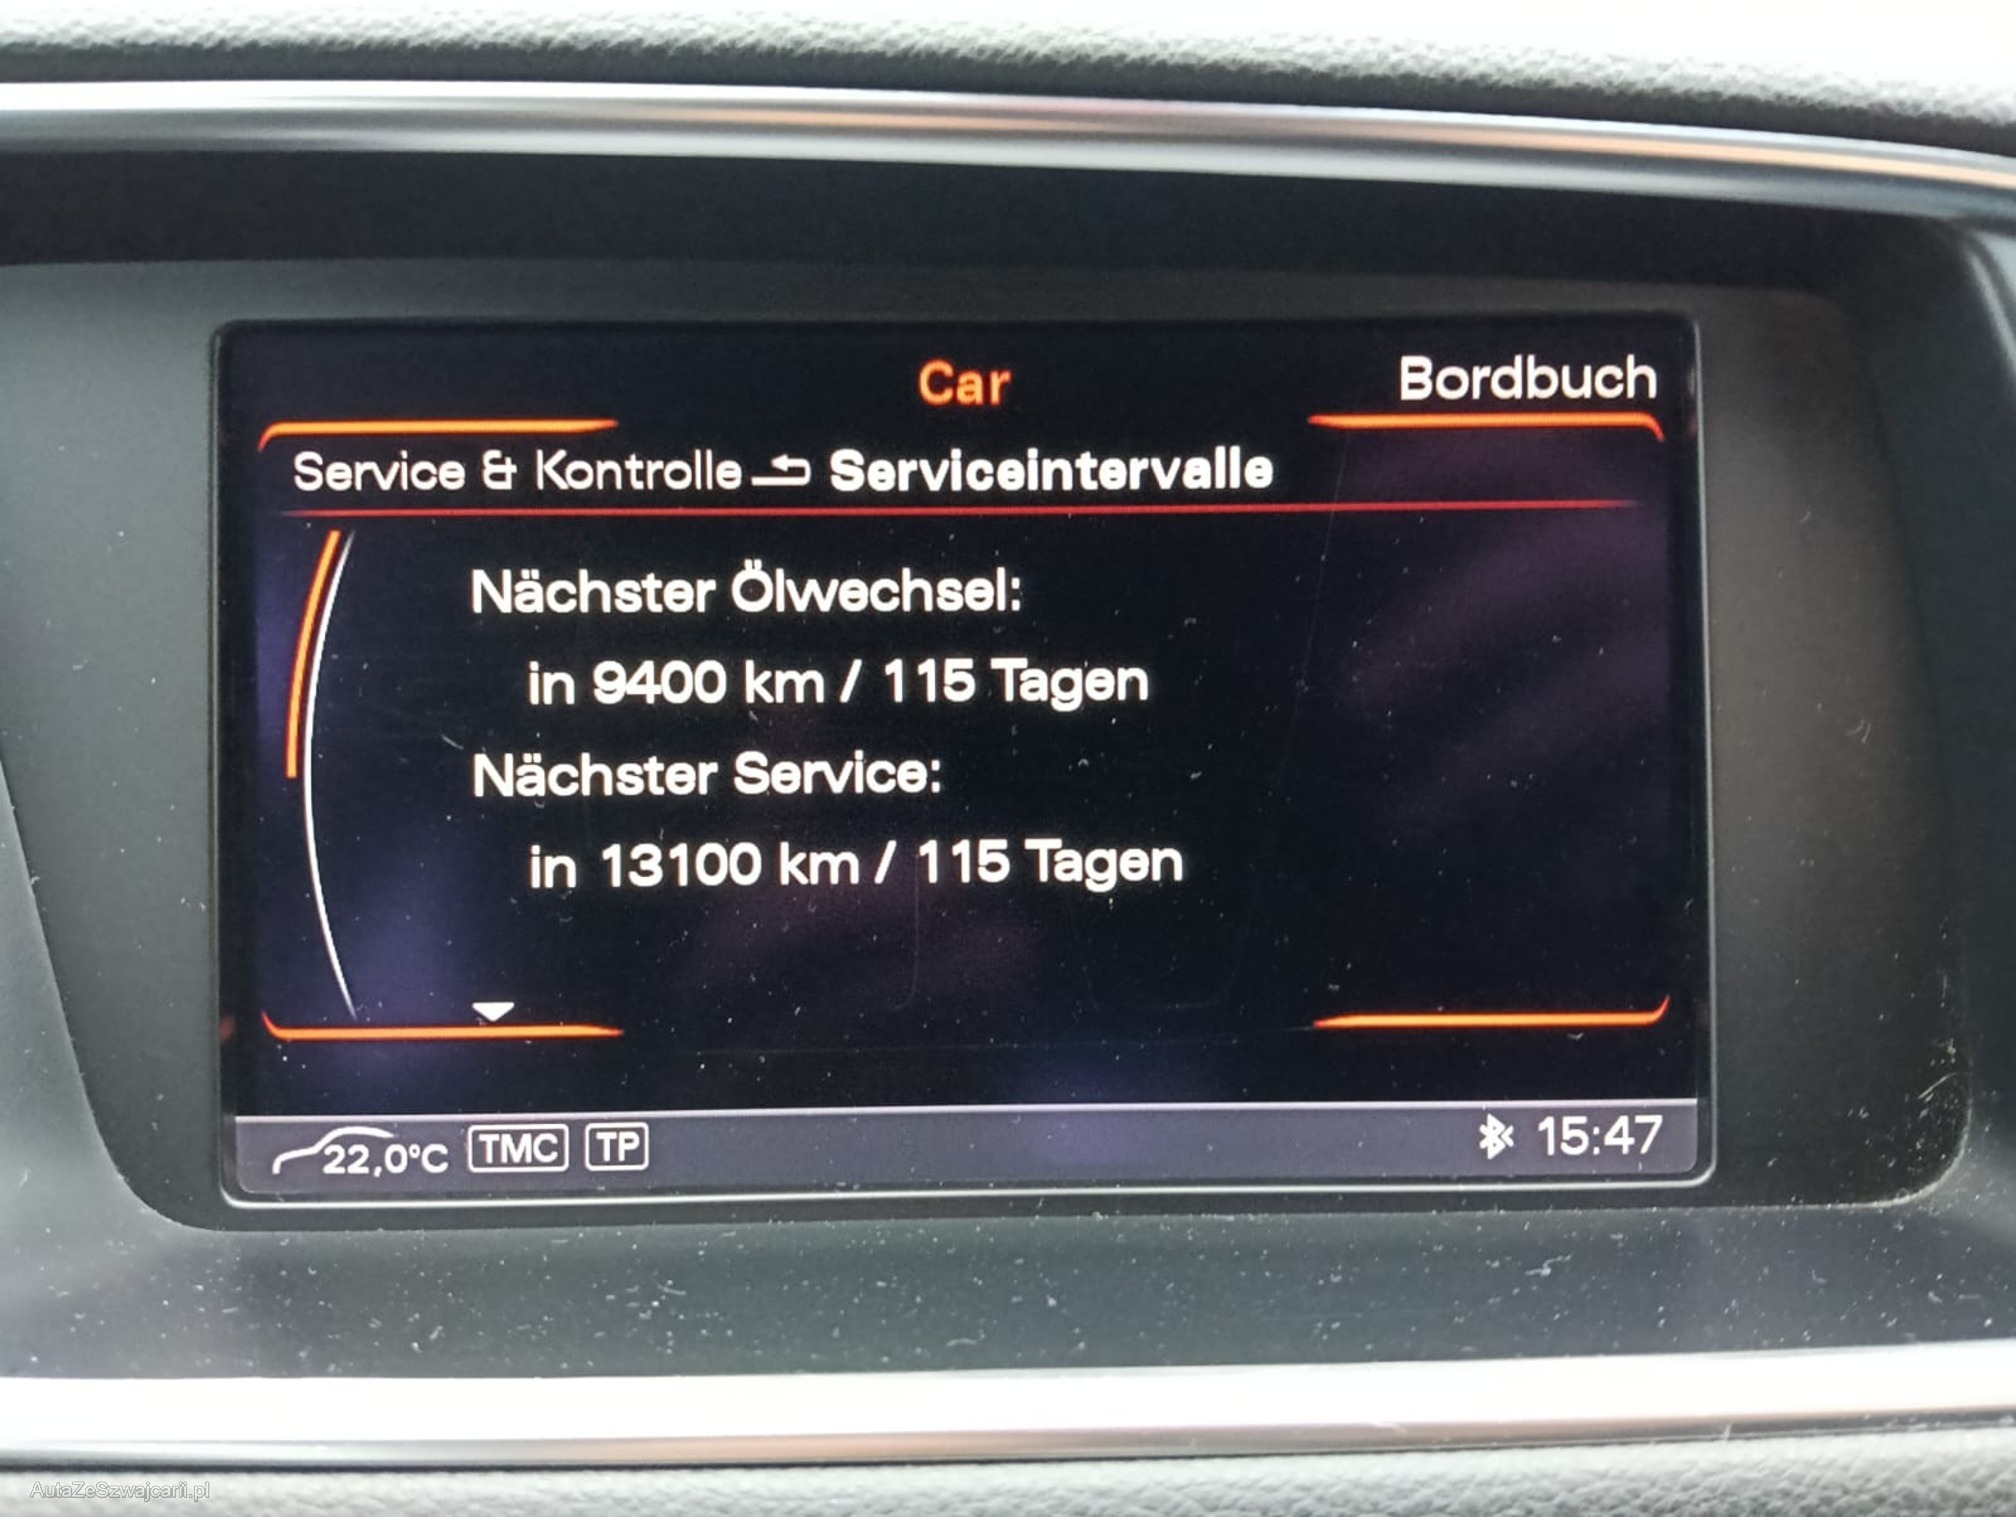 Car
Bordbuch
Service & Kontrolle Serviceintervalle
Nächster Ölwechsel:
in 9400 km / 115 Tagen
Nächster Service:
in 13100 km / 115 Tagen
22,0°C TMC TP 15:47
AutaZeSzwajcarii.pl